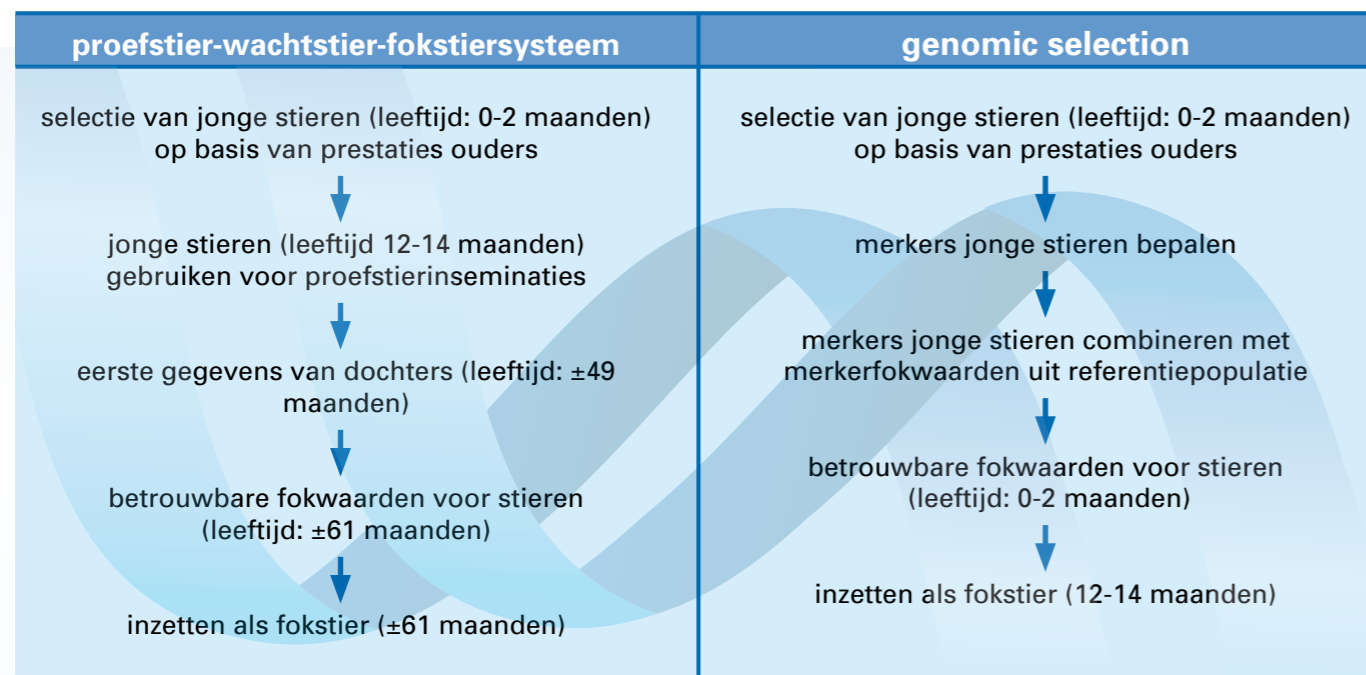 proefstier-wachtstier-fokstiersysteem
selectie van jonge stieren (leeftijd: 0-2 maanden)
op basis van prestaties ouders
jonge stieren (leeftijd 12-14 maanden)
gebruiken voor proefstierinseminaties
eerste gegevens van dochters (leeftijd: ±49
maanden)
betrouwbare fokwaarden voor stieren
(leeftijd: ±61 maanden)
inzetten als fokstier (±61 maanden)
genomic selection
selectie van jonge stieren (leeftijd: 0-2 maanden)
op basis van prestaties ouders
merkers jonge stieren bepalen
merkers jonge stieren combineren met
merkerfokwaarden uit referentiepopulatie
betrouwbare fokwaarden voor stieren
(leeftijd: 0-2 maanden)
inzetten als fokstier (12-14 maanden)